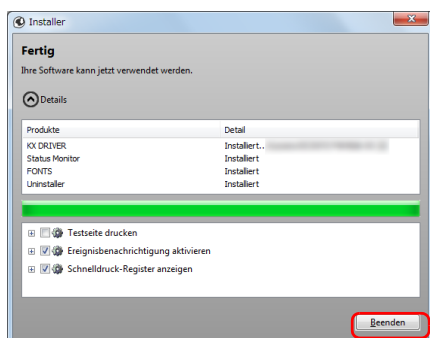 Installer
Fertig
Ihre Software kann jetzt verwendet werden.
Details
Produkte Detail
KX DRIVER Installiert..
Status Monitor Installiert
FONTS Installiert
Uninstaller Installiert
Testseite drucken
Ereignisbenachrichtigung aktivieren
Schnelldruck-Register anzeigen
Beenden